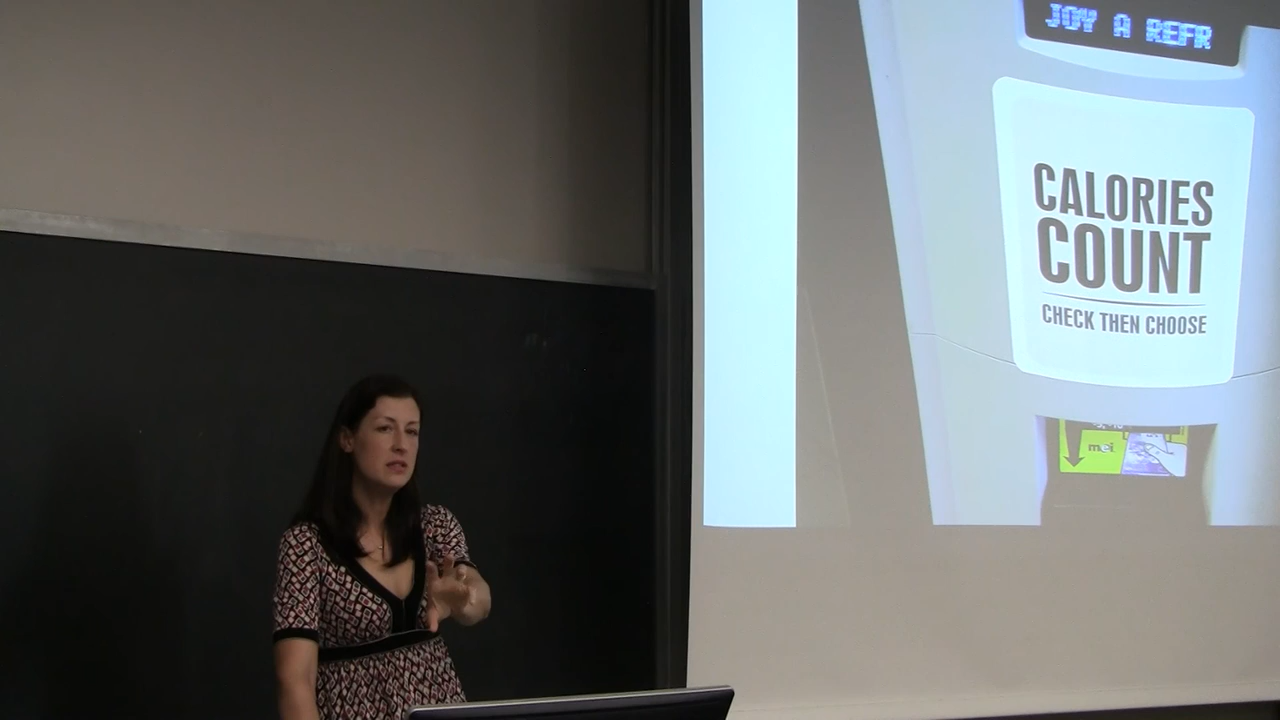 JOY A REFR
CALORIES
COUNT
CHECK THEN CHOOSE
mei